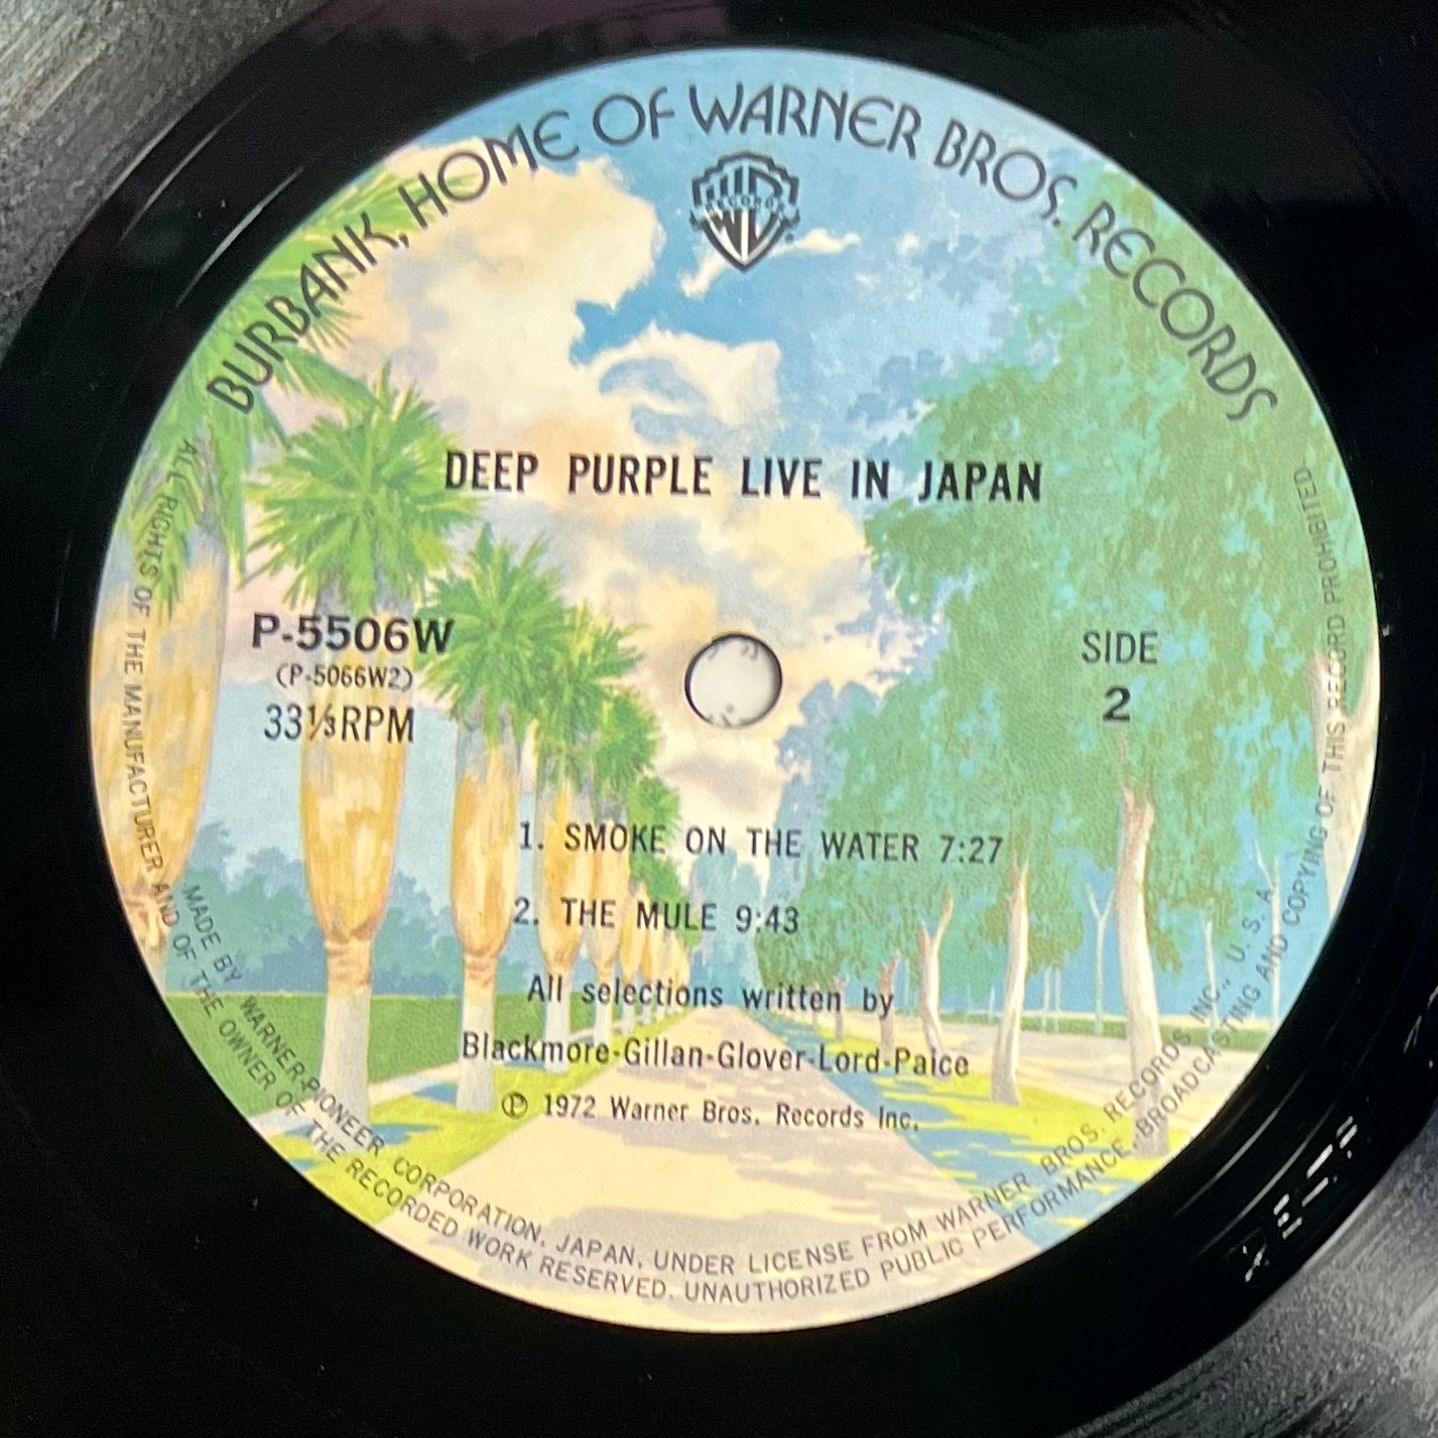 BURBANK, HOME OF WARNER BROS. RECORDS
W RECORDS
DEEP PURPLE LIVE IN JAPAN
P-5506W
(P-5066W2)
33⅓RPM
SIDE
2
1. SMOKE ON THE WATER 7:27
2. THE MULE 9:43
All selections written by
Blackmore-Gillan-Glover-Lord-Paice
℗ 1972 Warner Bros. Records Inc.
MADE BY WARNER-PIONEER CORPORATION, JAPAN, UNDER LICENSE FROM WARNER BROS. RECORDS, INC., U. S. A
ALL RIGHTS OF THE MANUFACTURER AND OF THE OWNER OF THE RECORDED WORK RESERVED. UNAUTHORIZED PUBLIC PERFORMANCE, BROADCASTING AND COPYING OF THIS RECORD PROHIBITED